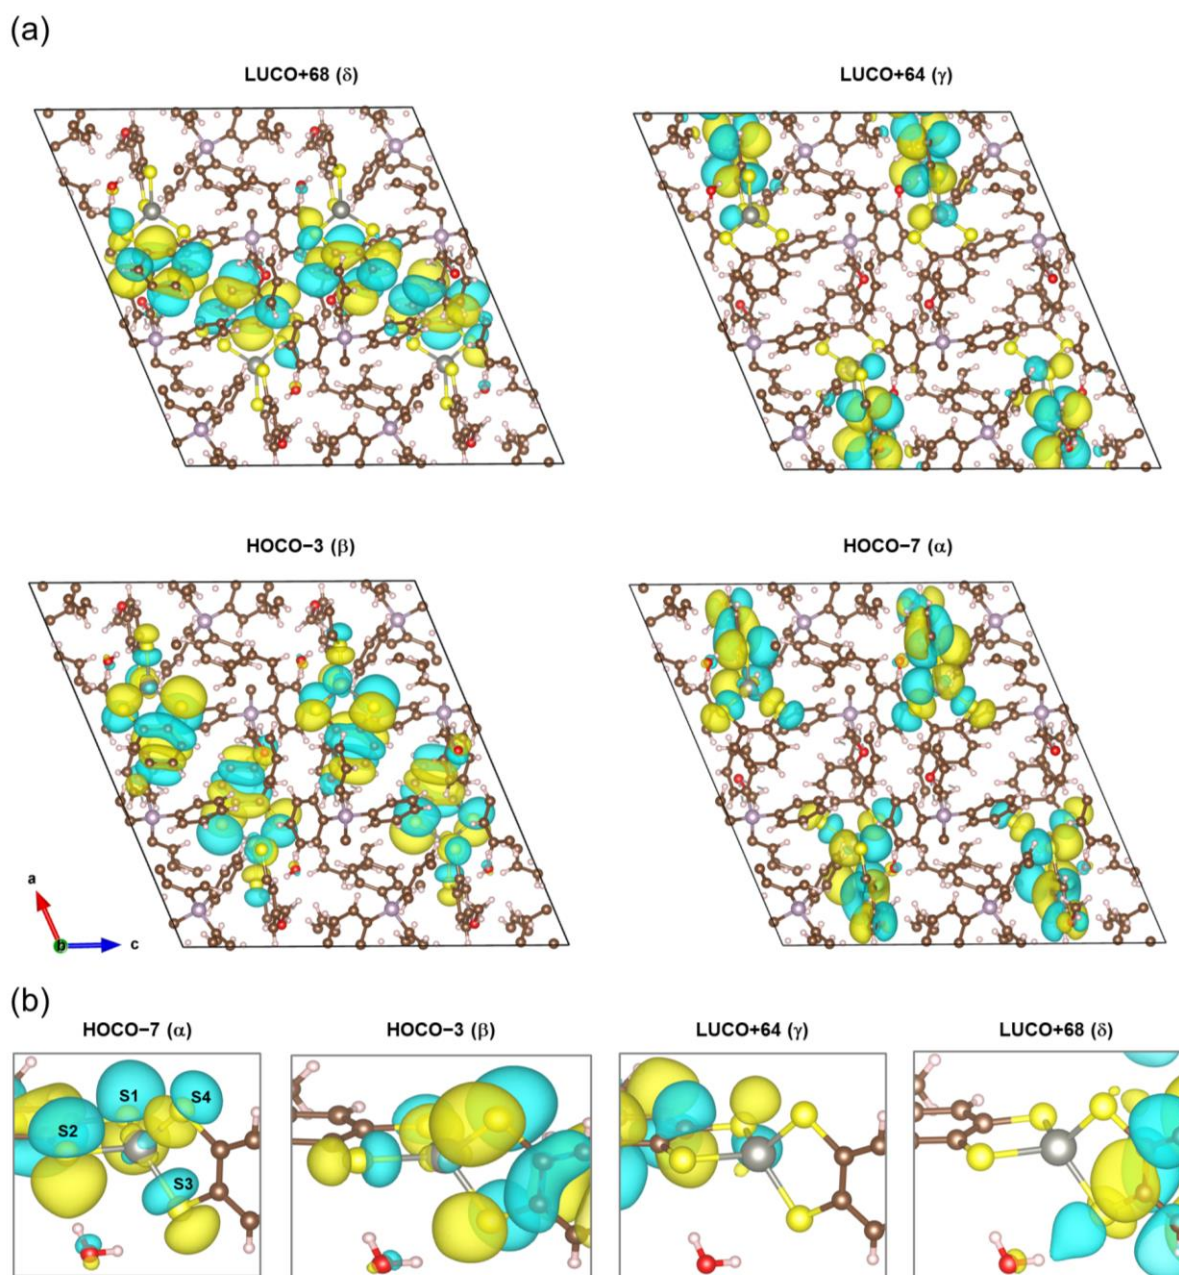 (a)
LUCO+68 (δ)
LUCO+64 (γ)
HOCO−3 (β)
HOCO−7 (α)
a
b
c
(b)
HOCO−7 (α)
HOCO−3 (β)
LUCO+64 (γ)
LUCO+68 (δ)
S1
S4
S2
S3